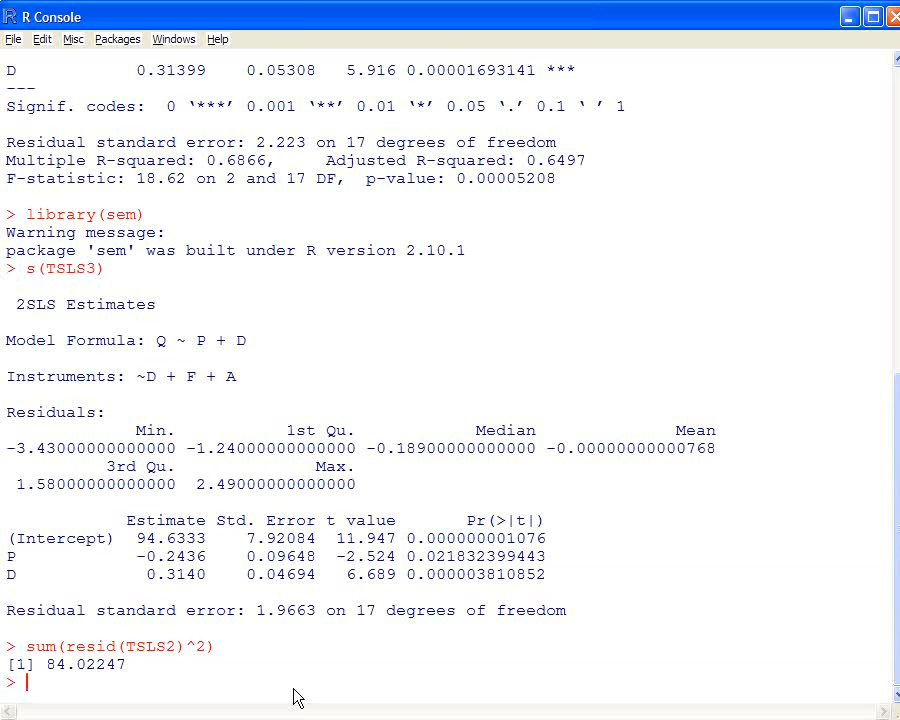 R Console
File Edit Misc Packages Windows Help
D 0.31399 0.05308 5.916 0.00001693141 ***
---
Signif. codes: 0 ‘***’ 0.001 ‘**’ 0.01 ‘*’ 0.05 ‘.’ 0.1 ‘ ’ 1
Residual standard error: 2.223 on 17 degrees of freedom
Multiple R-squared: 0.6866, Adjusted R-squared: 0.6497
F-statistic: 18.62 on 2 and 17 DF, p-value: 0.00005208
> library(sem)
Warning message:
package 'sem' was built under R version 2.10.1
> s(TSLS3)
2SLS Estimates
Model Formula: Q ~ P + D
Instruments: ~D + F + A
Residuals:
Min. 1st Qu. Median Mean
-3.43000000000000 -1.24000000000000 -0.18900000000000 -0.00000000000768
3rd Qu. Max.
1.58000000000000 2.49000000000000
Estimate Std. Error t value Pr(>|t|)
(Intercept) 94.6333 7.92084 11.947 0.000000001076
P -0.2436 0.09648 -2.524 0.021832399443
D 0.3140 0.04694 6.689 0.000003810852
Residual standard error: 1.9663 on 17 degrees of freedom
> sum(resid(TSLS2)^2)
[1] 84.02247
>